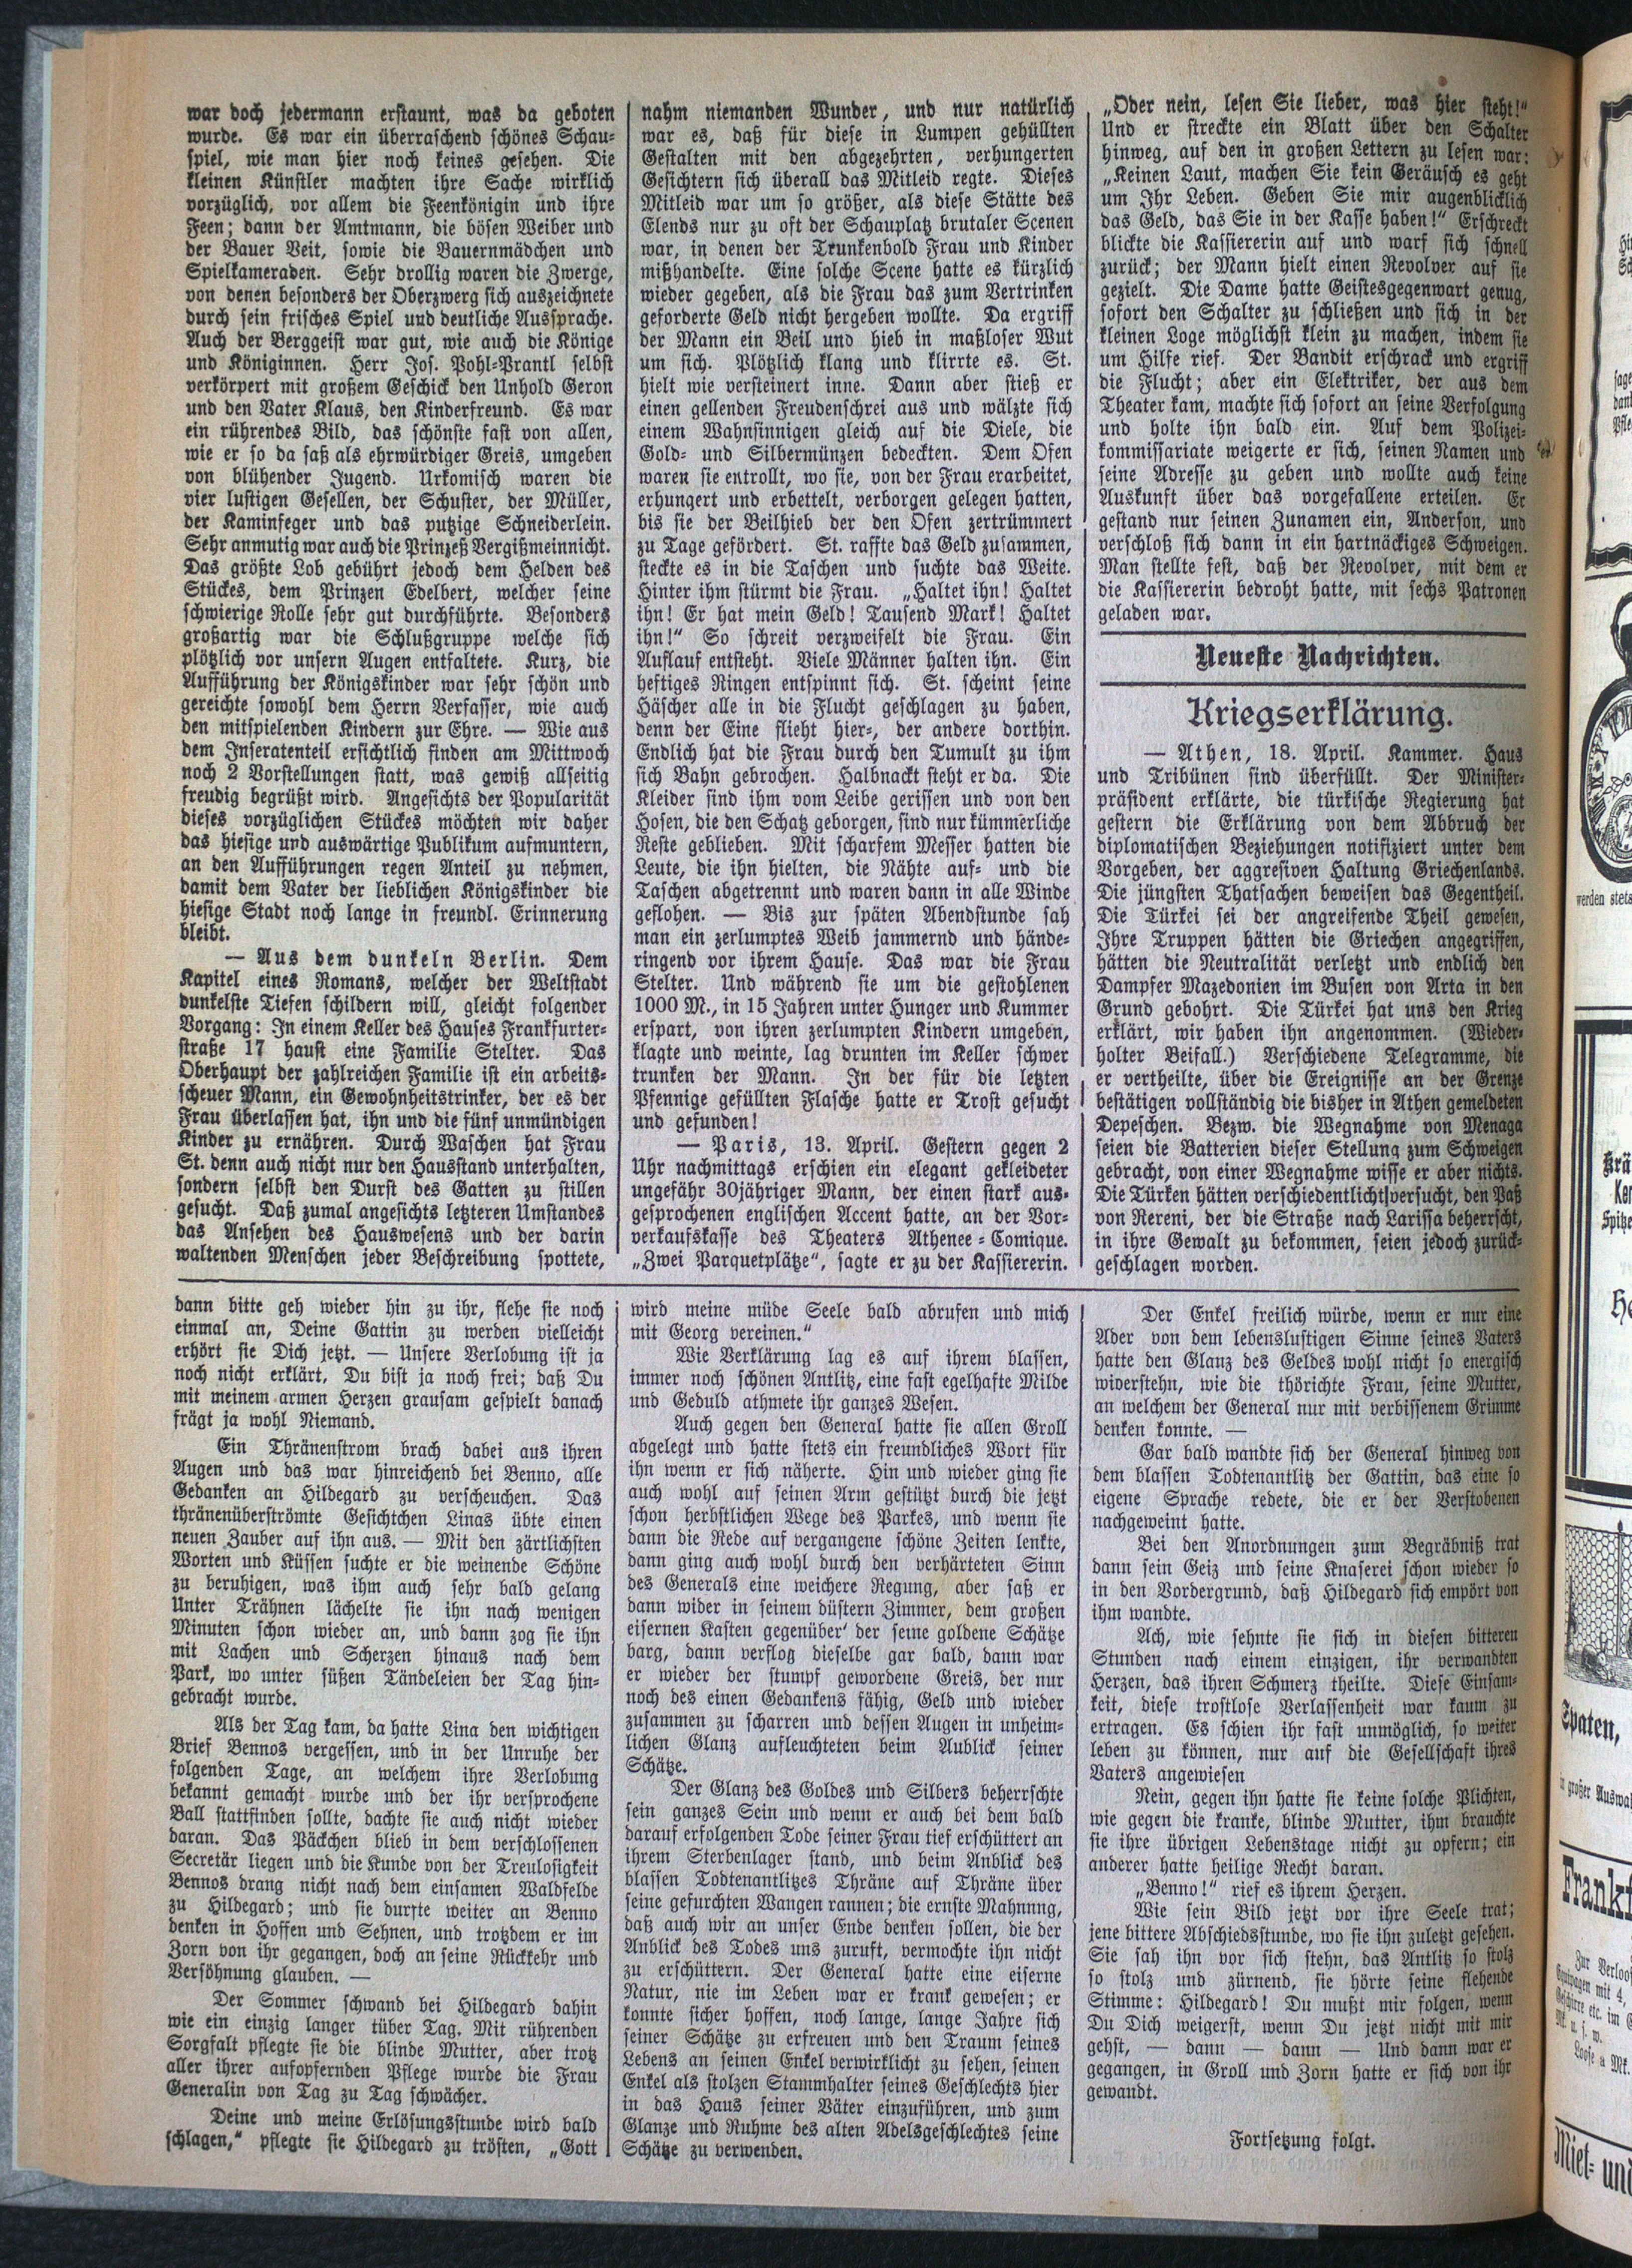 war doch jedermann erstaunt, was da geboten
wurde. Es war ein überraschend schönes Schau-
spiel, wie man hier noch keines gesehen. Die
kleinen Künstler machten ihre Sache wirklich
vorzüglich, vor allem die Feenkönigin und ihre
Feen; dann der Amtmann, die bösen Weiber und
der Bauer Veit, sowie die Bauernmädchen und
Spielkameraden. Sehr drollig waren die Zwerge,
von denen besonders der Oberzwerg sich auszeichnete
durch sein frisches Spiel und deutliche Aussprache.
Auch der Berggeist war gut, wie auch die Könige
und Königinnen. Herr Jos. Pohl-Prantl selbst
verkörpert mit großem Geschick den Unhold Geron
und den Vater Klaus, den Kinderfreund. Es war
ein rührendes Bild, das schönste fast von allen,
wie er so da saß als ehrwürdiger Greis, umgeben
von blühender Jugend. Urkomisch waren die
vier lustigen Gesellen, der Schuster, der Müller,
der Kaminfeger und das putzige Schneiderlein.
Sehr anmutig war auch die Prinzeß Vergißmeinnicht.
Das größte Lob gebührt jedoch dem Helden des
Stückes, dem Prinzen Edelbert, welcher seine
schwierige Rolle sehr gut durchführte. Besonders
großartig war die Schlußgruppe welche sich
plötzlich vor unsern Augen entfaltete. Kurz, die
Aufführung der Königskinder war sehr schön und
gereichte sowohl dem Herrn Verfasser, wie auch
den mitspielenden Kindern zur Ehre. — Wie aus
dem Inseratenteil ersichtlich finden am Mittwoch
noch 2 Vorstellungen statt, was gewiß allseitig
freudig begrüßt wird. Angesichts der Popularität
dieses vorzüglichen Stückes möchten wir daher
das hiesige und auswärtige Publikum aufmuntern,
an den Aufführungen regen Anteil zu nehmen,
damit dem Vater der lieblichen Königskinder die
hiesige Stadt noch lange in freundl. Erinnerung
bleibt.
— Aus dem dunkeln Berlin. Dem
Kapitel eines Romans, welcher der Weltstadt
dunkelste Tiefen schildern will, gleicht folgender
Vorgang: In einem Keller des Hauses Frankfurter-
straße 17 haust eine Familie Stelter. Das
Oberhaupt der zahlreichen Familie ist ein arbeits-
scheuer Mann, ein Gewohnheitstrinker, der es der
Frau überlassen hat, ihn und die fünf unmündigen
Kinder zu ernähren. Durch Waschen hat Frau
St. denn auch nicht nur den Hausstand unterhalten,
sondern selbst den Durst des Gatten zu stillen
gesucht. Daß zumal angesichts letzteren Umstandes
das Ansehen des Hauswesens und der darin
waltenden Menschen jeder Beschreibung spottete,
nahm niemanden Wunder, und nur natürlich
war es, daß für diese in Lumpen gehüllten
Gestalten mit den abgezehrten, verhungerten
Gesichtern sich überall das Mitleid regte. Dieses
Mitleid war um so größer, als diese Stätte des
Elends nur zu oft der Schauplatz brutaler Scenen
war, in denen der Trunkenbold Frau und Kinder
mißhandelte. Eine solche Scene hatte es kürzlich
wieder gegeben, als die Frau das zum Vertrinken
geforderte Geld nicht hergeben wollte. Da ergriff
der Mann ein Beil und hieb in maßloser Wut
um sich. Plötzlich klang und klirrte es. St.
hielt wie versteinert inne. Dann aber stieß er
einen gellenden Freudenschrei aus und wälzte sich
einem Wahnsinnigen gleich auf die Diele, die
Gold- und Silbermünzen bedeckten. Dem Ofen
waren sie entrollt, wo sie, von der Frau erarbeitet,
erhungert und erbettelt, verborgen gelegen hatten,
bis sie der Beilhieb der den Ofen zertrümmert
zu Tage gefördert. St. raffte das Geld zusammen,
steckte es in die Taschen und suchte das Weite.
Hinter ihm stürmt die Frau. „Haltet ihn! Haltet
ihn! Er hat mein Geld! Tausend Mark! Haltet
ihn!“ So schreit verzweifelt die Frau. Ein
Auflauf entsteht. Viele Männer halten ihn. Ein
heftiges Ringen entspinnt sich. St. scheint seine
Häscher alle in die Flucht geschlagen zu haben,
denn der Eine flieht hier-, der andere dorthin.
Endlich hat die Frau durch den Tumult zu ihm
sich Bahn gebrochen. Halbnackt steht er da. Die
Kleider sind ihm vom Leibe gerissen und von den
Hosen, die den Schatz geborgen, sind nur kümmerliche
Reste geblieben. Mit scharfem Messer hatten die
Leute, die ihn hielten, die Nähte auf- und die
Taschen abgetrennt und waren dann in alle Winde
geflohen. — Bis zur späten Abendstunde sah
man ein zerlumptes Weib jammernd und hände-
ringend vor ihrem Hause. Das war die Frau
Stelter. Und während sie um die gestohlenen
1000 M., in 15 Jahren unter Hunger und Kummer
erspart, von ihren zerlumpten Kindern umgeben,
klagte und weinte, lag drunten im Keller schwer
trunken der Mann. In der für die letzten
Pfennige gefüllten Flasche hatte er Trost gesucht
und gefunden!
— Paris, 13. April. Gestern gegen 2
Uhr nachmittags erschien ein elegant gekleideter
ungefähr 30jähriger Mann, der einen stark aus-
gesprochenen englischen Accent hatte, an der Vor-
verkaufskasse des Theaters Athenee-Comique.
„Zwei Parquetplätze“, sagte er zu der Kassiererin.
„Oder nein, lesen Sie lieber, was hier steht!“
Und er streckte ein Blatt über den Schalter
hinweg, auf den in großen Lettern zu lesen war:
„Keinen Laut, machen Sie kein Geräusch es geht
um Ihr Leben. Geben Sie mir augenblicklich
das Geld, das Sie in der Kasse haben!“ Erschreckt
blickte die Kassiererin auf und warf sich schnell
zurück; der Mann hielt einen Revolver auf sie
gezielt. Die Dame hatte Geistesgegenwart genug,
sofort den Schalter zu schließen und sich in der
kleinen Loge möglichst klein zu machen, indem sie
um Hilfe rief. Der Bandit erschrack und ergriff
die Flucht; aber ein Elektriker, der aus dem
Theater kam, machte sich sofort an seine Verfolgung
und holte ihn bald ein. Auf dem Polizei-
kommissariate weigerte er sich, seinen Namen und
seine Adresse zu geben und wollte auch keine
Auskunft über das vorgefallene erteilen. Er
gestand nur seinen Zunamen ein, Anderson, und
verschloß sich dann in ein hartnäckiges Schweigen.
Man stellte fest, daß der Revolver, mit dem er
die Kassiererin bedroht hatte, mit sechs Patronen
geladen war.
Neueste Nachrichten.
Kriegserklärung.
— Athen, 18. April. Kammer. Haus
und Tribünen sind überfüllt. Der Minister-
präsident erklärte, die türkische Regierung hat
gestern die Erklärung von dem Abbruch der
diplomatischen Beziehungen notifiziert unter dem
Vorgeben, der aggresiven Haltung Griechenlands.
Die jüngsten Thatsachen beweisen das Gegentheil.
Die Türkei sei der angreifende Theil gewesen,
Ihre Truppen hätten die Griechen angegriffen,
hätten die Neutralität verletzt und endlich den
Dampfer Mazedonien im Busen von Arta in den
Grund gebohrt. Die Türkei hat uns den Krieg
erklärt, wir haben ihn angenommen. (Wieder-
holter Beifall.) Verschiedene Telegramme, die
er vertheilte, über die Ereignisse an der Grenze
bestätigen vollständig die bisher in Athen gemeldeten
Depeschen. Bezw. die Wegnahme von Menaga
seien die Batterien dieser Stellung zum Schweigen
gebracht, von einer Wegnahme wisse er aber nichts.
Die Türken hätten verschiedentlichtsversucht, den Paß
von Rereni, der die Straße nach Larissa beherrscht,
in ihre Gewalt zu bekommen, seien jedoch zurück-
geschlagen worden.
dann bitte geh wieder hin zu ihr, flehe sie noch
einmal an, Deine Gattin zu werden vielleicht
erhört sie Dich jetzt. — Unsere Verlobung ist ja
noch nicht erklärt, Du bist ja noch frei; daß Du
mit meinem armen Herzen grausam gespielt danach
frägt ja wohl Niemand.
Ein Thränenstrom brach dabei aus ihren
Augen und das war hinreichend bei Benno, alle
Gedanken an Hildegard zu verscheuchen. Das
thränenüberströmte Gesichtchen Linas übte einen
neuen Zauber auf ihn aus. — Mit den zärtlichsten
Worten und Küssen suchte er die weinende Schöne
zu beruhigen, was ihm auch sehr bald gelang
Unter Trähnen lächelte sie ihn nach wenigen
Minuten schon wieder an, und dann zog sie ihn
mit Lachen und Scherzen hinaus nach dem
Park, wo unter süßen Tändeleien der Tag hin-
gebracht wurde.
Als der Tag kam, da hatte Lina den wichtigen
Brief Bennos vergessen, und in der Unruhe der
folgenden Tage, an welchem ihre Verlobung
bekannt gemacht wurde und der ihr versprochene
Ball stattfinden sollte, dachte sie auch nicht wieder
daran. Das Päckchen blieb in dem verschlossenen
Secretär liegen und die Kunde von der Treulosigkeit
Bennos drang nicht nach dem einsamen Waldfelde
zu Hildegard; und sie durfte weiter an Benno
denken in Hoffen und Sehnen, und trotzdem er im
Zorn von ihr gegangen, doch an seine Rückkehr und
Versöhnung glauben. —
Der Sommer schwand bei Hildegard dahin
wie ein einzig langer tüber Tag. Mit rührenden
Sorgfalt pflegte sie die blinde Mutter, aber trotz
aller ihrer aufopfernden Pflege wurde die Frau
Generalin von Tag zu Tag schwächer.
Deine und meine Erlösungsstunde wird bald
schlagen,“ pflegte sie Hildegard zu trösten, „Gott
wird meine müde Seele bald abrufen und mich
mit Georg vereinen.“
Wie Verklärung lag es auf ihrem blassen,
immer noch schönen Antlitz, eine fast egelhafte Milde
und Geduld athmete ihr ganzes Wesen.
Auch gegen den General hatte sie allen Groll
abgelegt und hatte stets ein freundliches Wort für
ihn wenn er sich näherte. Hin und wieder ging sie
auch wohl auf seinen Arm gestützt durch die jetzt
schon herbstlichen Wege des Parkes, und wenn sie
dann die Rede auf vergangene schöne Zeiten lenkte,
dann ging auch wohl durch den verhärteten Sinn
des Generals eine weichere Regung, aber saß er
dann wider in seinem düstern Zimmer, dem großen
eisernen Kasten gegenüber' der seine goldene Schätze
barg, dann verflog dieselbe gar bald, dann war
er wieder der stumpf gewordene Greis, der nur
noch des einen Gedankens fähig, Geld und wieder
zusammen zu scharren und dessen Augen in unheim-
lichen Glanz aufleuchteten beim Aublick seiner
Schätze.
Der Glanz des Goldes und Silbers beherrschte
sein ganzes Sein und wenn er auch bei dem bald
darauf erfolgenden Tode seiner Frau tief erschüttert an
ihrem Sterbenlager stand, und beim Anblick des
blassen Todtenantlitzes Thräne auf Thräne über
seine gefurchten Wangen rannen; die ernste Mahnnng,
daß auch wir an unser Ende denken sollen, die der
Anblick des Todes uns zuruft, vermochte ihn nicht
zu erschüttern. Der General hatte eine eiserne
Natur, nie im Leben war er krank gewesen; er
konnte sicher hoffen, noch lange, lange Jahre sich
seiner Schätze zu erfreuen und den Traum seines
Lebens an seinen Enkel verwirklicht zu sehen, seinen
Enkel als stolzen Stammhalter seines Geschlechts hier
in das Haus seiner Väter einzuführen, und zum
Glanze und Ruhme des alten Adelsgeschlechtes seine
Schätze zu verwenden.
Der Enkel freilich würde, wenn er nur eine
Ader von dem lebenslustigen Sinne seines Vaters
hatte den Glanz des Geldes wohl nicht so energisch
widerstehn, wie die thörichte Frau, seine Mutter,
an welchem der General nur mit verbissenem Grimme
denken konnte. —
Gar bald wandte sich der General hinweg von
dem blassen Todtenantlitz der Gattin, das eine so
eigene Sprache redete, die er der Verstobenen
nachgeweint hatte.
Bei den Anordnungen zum Begräbniß trat
dann sein Geiz und seine Knaserei schon wieder so
in den Vordergrund, daß Hildegard sich empört von
ihm wandte.
Ach, wie sehnte sie sich in diesen bitteren
Stunden nach einem einzigen, ihr verwandten
Herzen, das ihren Schmerz theilte. Diese Einsam-
keit, diese trostlose Verlassenheit war kaum zu
ertragen. Es schien ihr fast unmöglich, so weiter
leben zu können, nur auf die Gesellschaft ihres
Vaters angewiesen
Nein, gegen ihn hatte sie keine solche Plichten,
wie gegen die kranke, blinde Mutter, ihm brauchte
sie ihre übrigen Lebenstage nicht zu opfern; ein
anderer hatte heilige Recht daran.
„Benno!“ rief es ihrem Herzen.
Wie sein Bild jetzt vor ihre Seele trat;
jene bittere Abschiedsstunde, wo sie ihn zuletzt gesehen.
Sie sah ihn vor sich stehn, das Antlitz so stolz
so stolz und zürnend, sie hörte seine flehende
Stimme: Hildegard! Du mußt mir folgen, wenn
Du Dich weigerst, wenn Du jetzt nicht mit mir
gehst, — dann — dann — Und dann war er
gegangen, in Groll und Zorn hatte er sich von ihr
gewandt.
Fortsetzung folgt.
werden stets
Spaten,
in großer Auswahl
Zur Verloos
Equipagen mit 4,
Geschirre etc. im
Mk. u. s. w.
Loose a Mk.
Miet- und